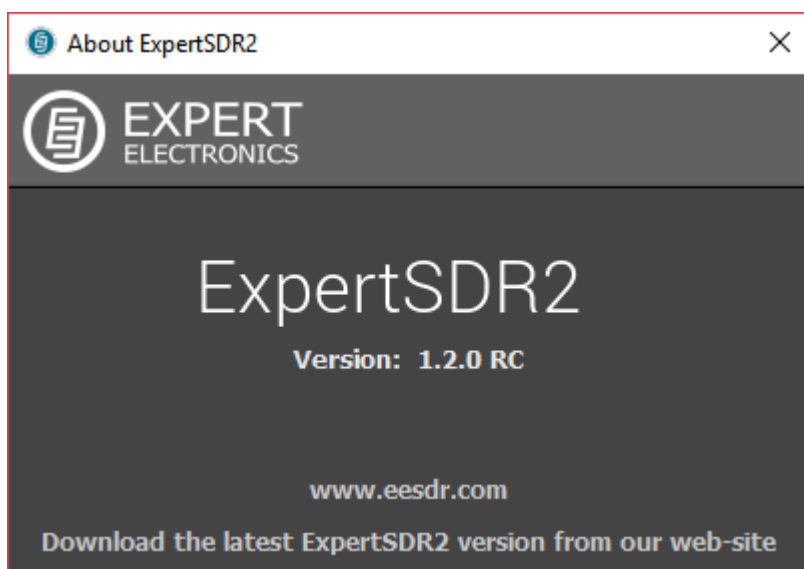 About ExpertSDR2
EXPERT
ELECTRONICS
ExpertSDR2
Version: 1.2.0 RC
www.eesdr.com
Download the latest ExpertSDR2 version from our web-site